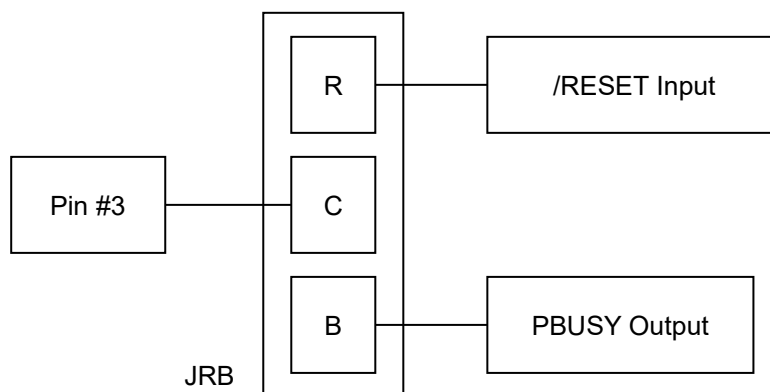 R
/RESET Input
Pin #3
C
B
PBUSY Output
JRB